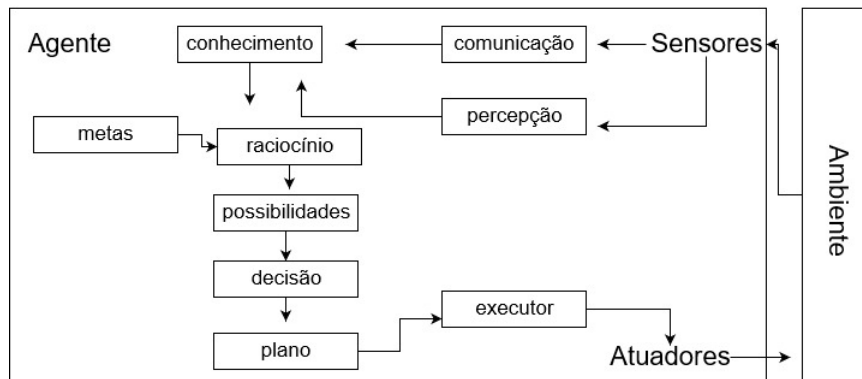 Agente
conhecimento
comunicação
Sensores
percepção
metas
raciocínio
possibilidades
decisão
executor
plano
Atuadores
Ambiente